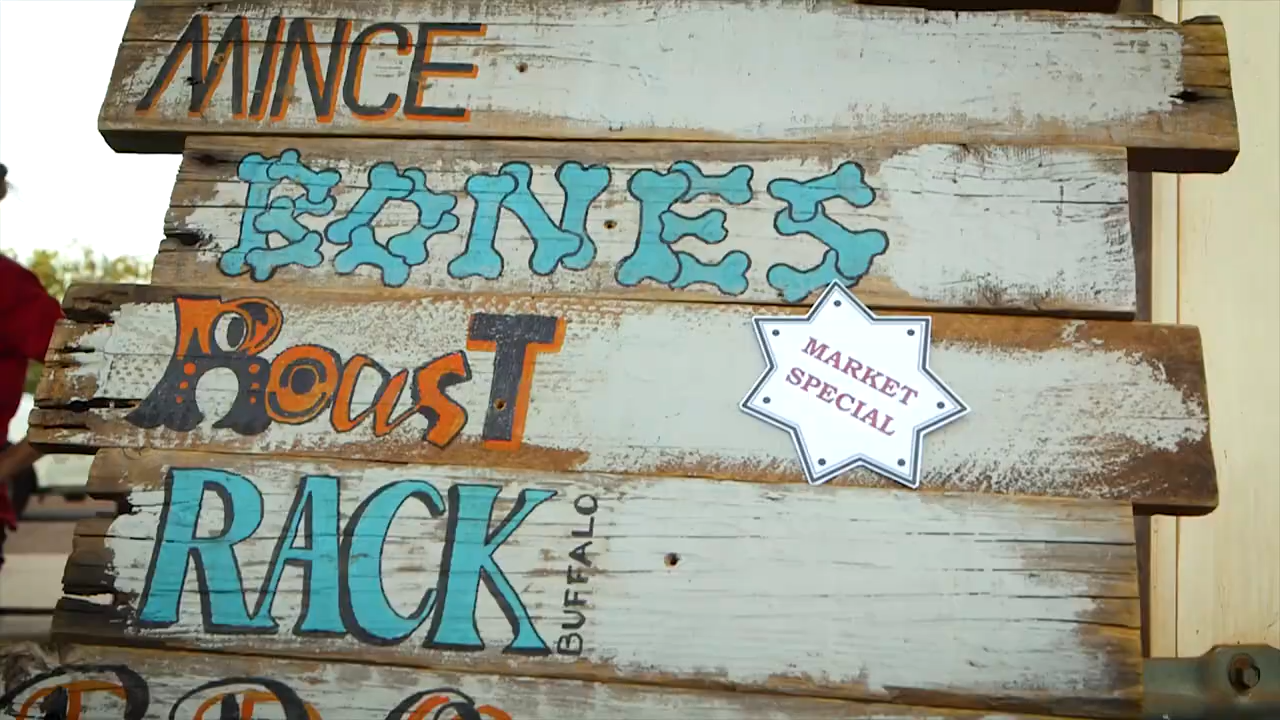 MINCE
BONES
Roast
MARKET
SPECIAL
RACK
BUFFALO